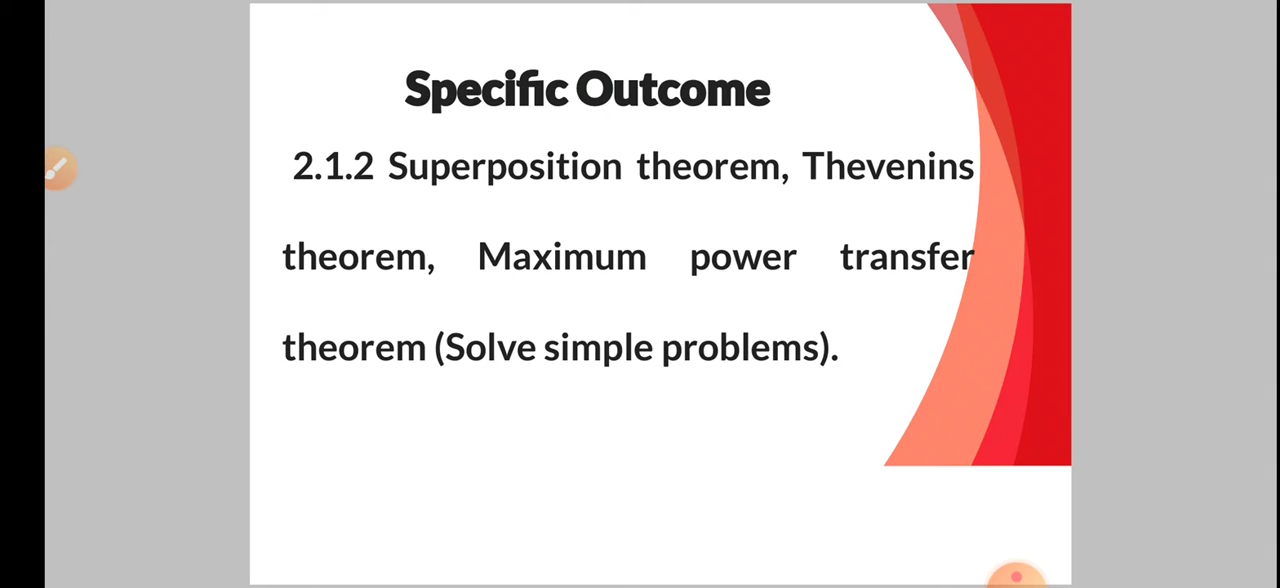 Specific Outcome
2.1.2 Superposition theorem, Thevenins
theorem, Maximum power transfer
theorem (Solve simple problems).